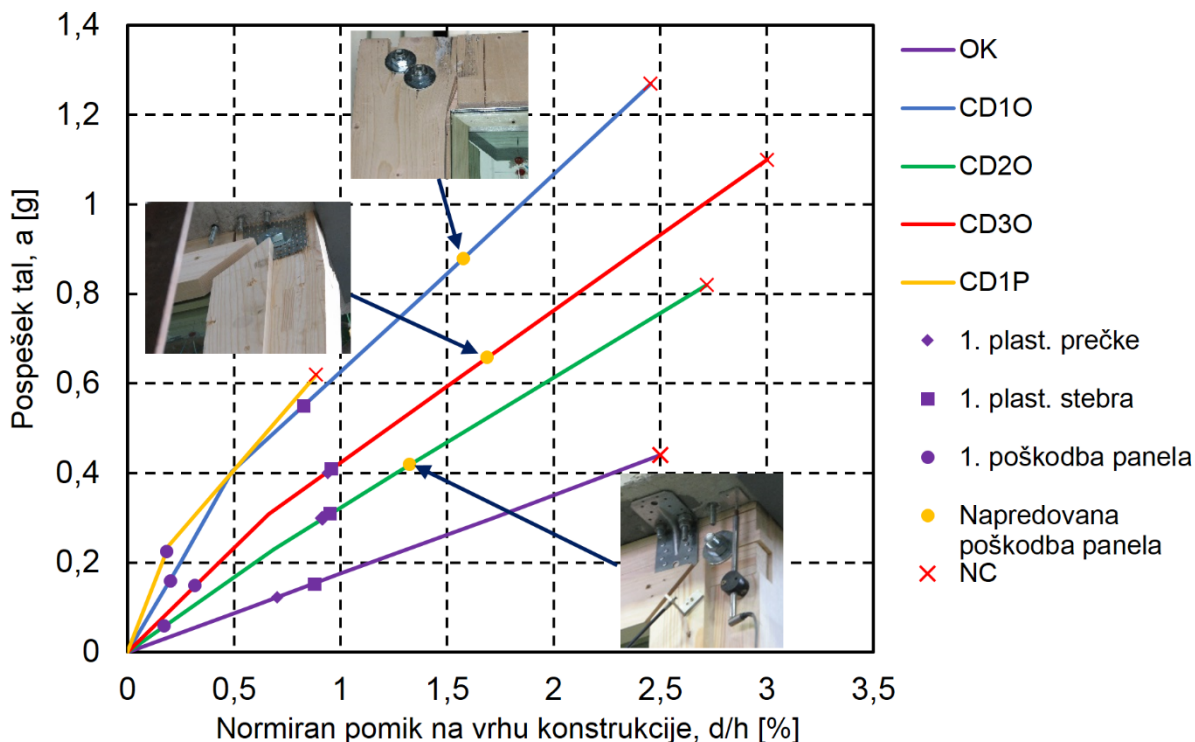 Pospešek tal, a [g]
1,4
1,2
1
0,8
0,6
0,4
0,2
0
0
0,5
1
1,5
2
2,5
3
3,5
Normiran pomik na vrhu konstrukcije, d/h [%]
OK
CD1O
CD2O
CD3O
CD1P
1. plast. prečke
1. plast. stebra
1. poškodba panela
Napredovana
poškodba panela
NC